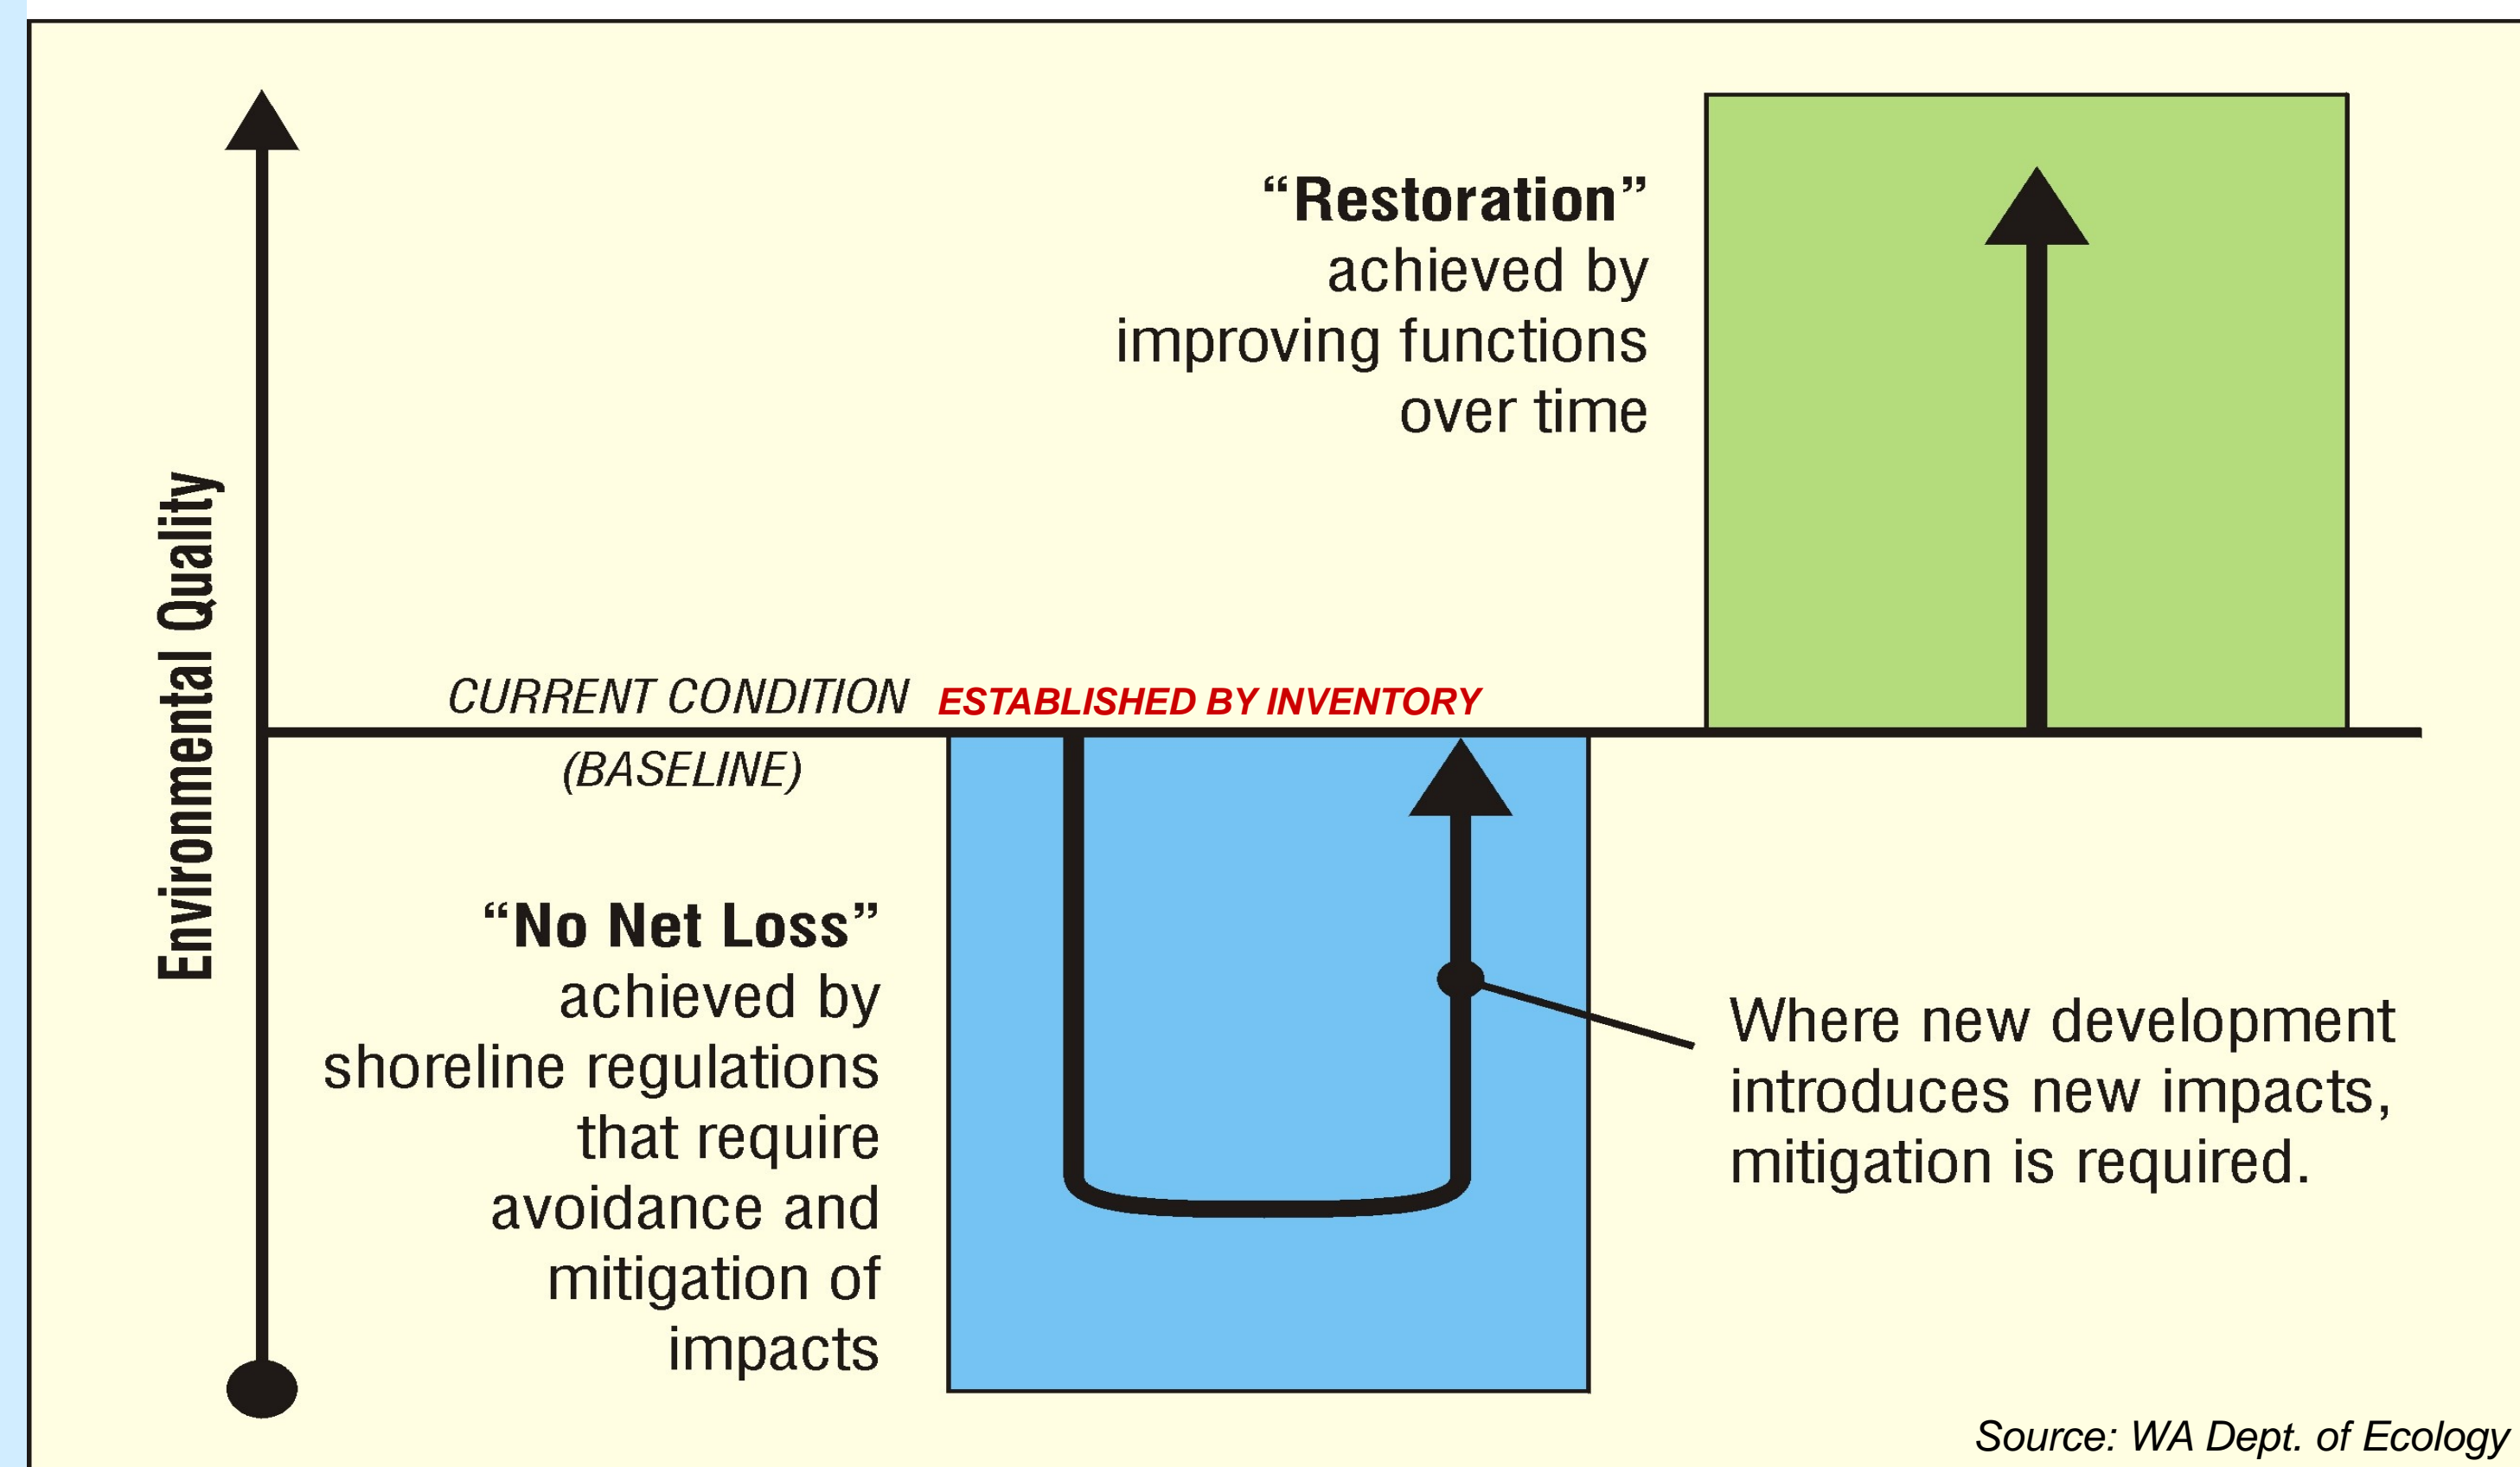 “Restoration”
achieved by
improving functions
over time
Environmental Quality
CURRENT CONDITION ESTABLISHED BY INVENTORY
(BASELINE)
“No Net Loss”
achieved by
shoreline regulations
that require
avoidance and
mitigation of
impacts
Where new development
introduces new impacts,
mitigation is required.
Source: WA Dept. of Ecology